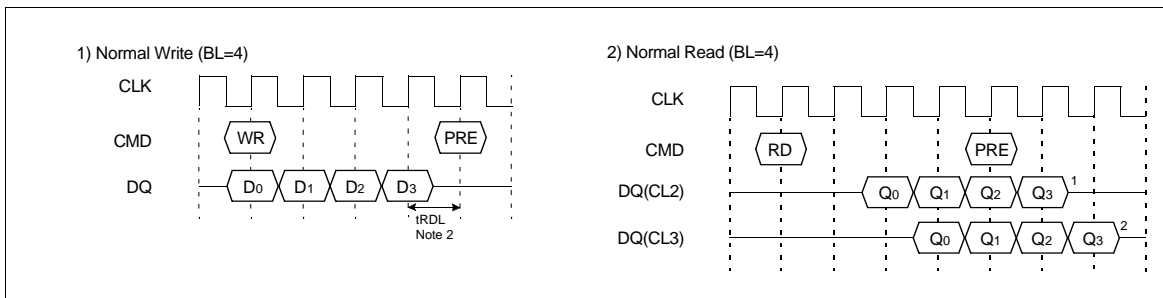 1) Normal Write (BL=4)
CLK
CMD WR PRE
DQ D0 D1 D2 D3
tRDL
Note 2
2) Normal Read (BL=4)
CLK
CMD RD PRE
DQ(CL2) Q0 Q1 Q2 Q3 1
DQ(CL3) Q0 Q1 Q2 Q3 2